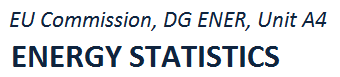 EU Commission, DG ENER, Unit A4
ENERGY STATISTICS